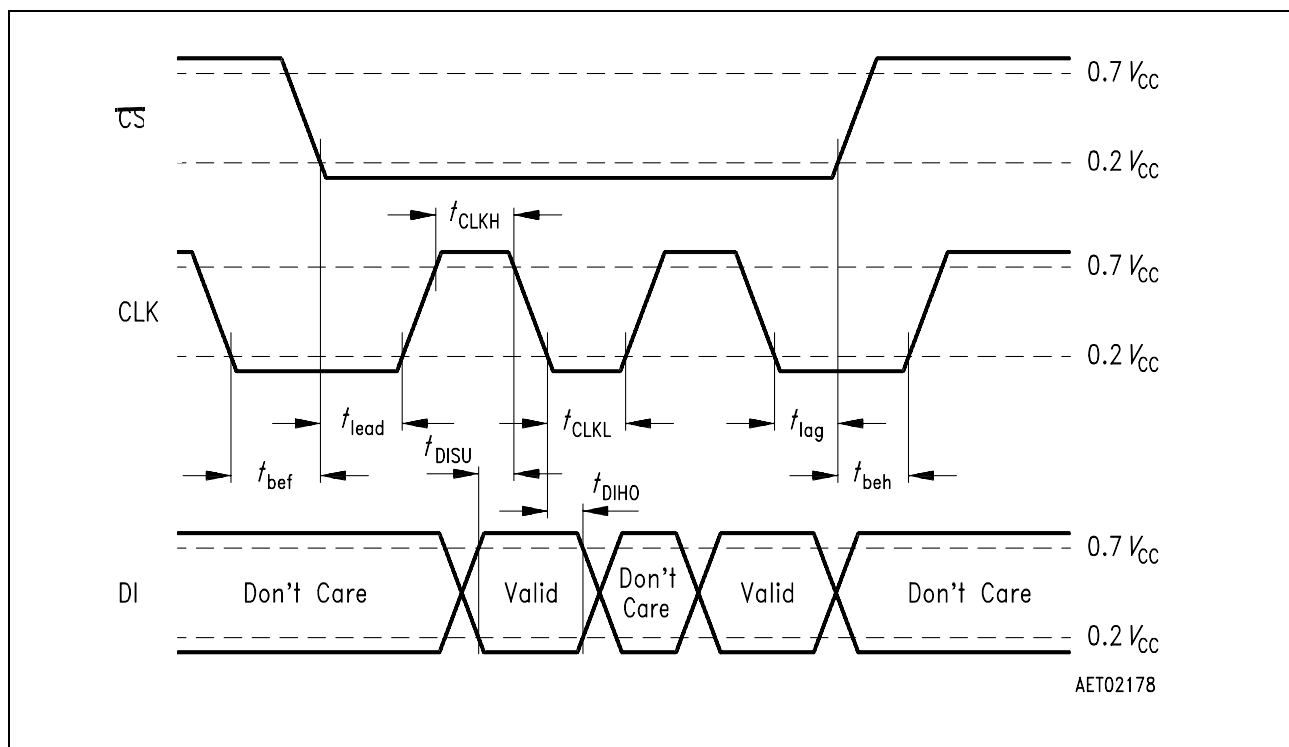 0.7 VCC
C̅S̅
0.2 VCC
tCLKH
0.7 VCC
CLK
0.2 VCC
tlead
tCLKL
tlag
tDISU
tbef
tDIHO
tbeh
0.7 VCC
DI
Don't Care
Valid
Don't
Care
Valid
Don't Care
0.2 VCC
AET02178